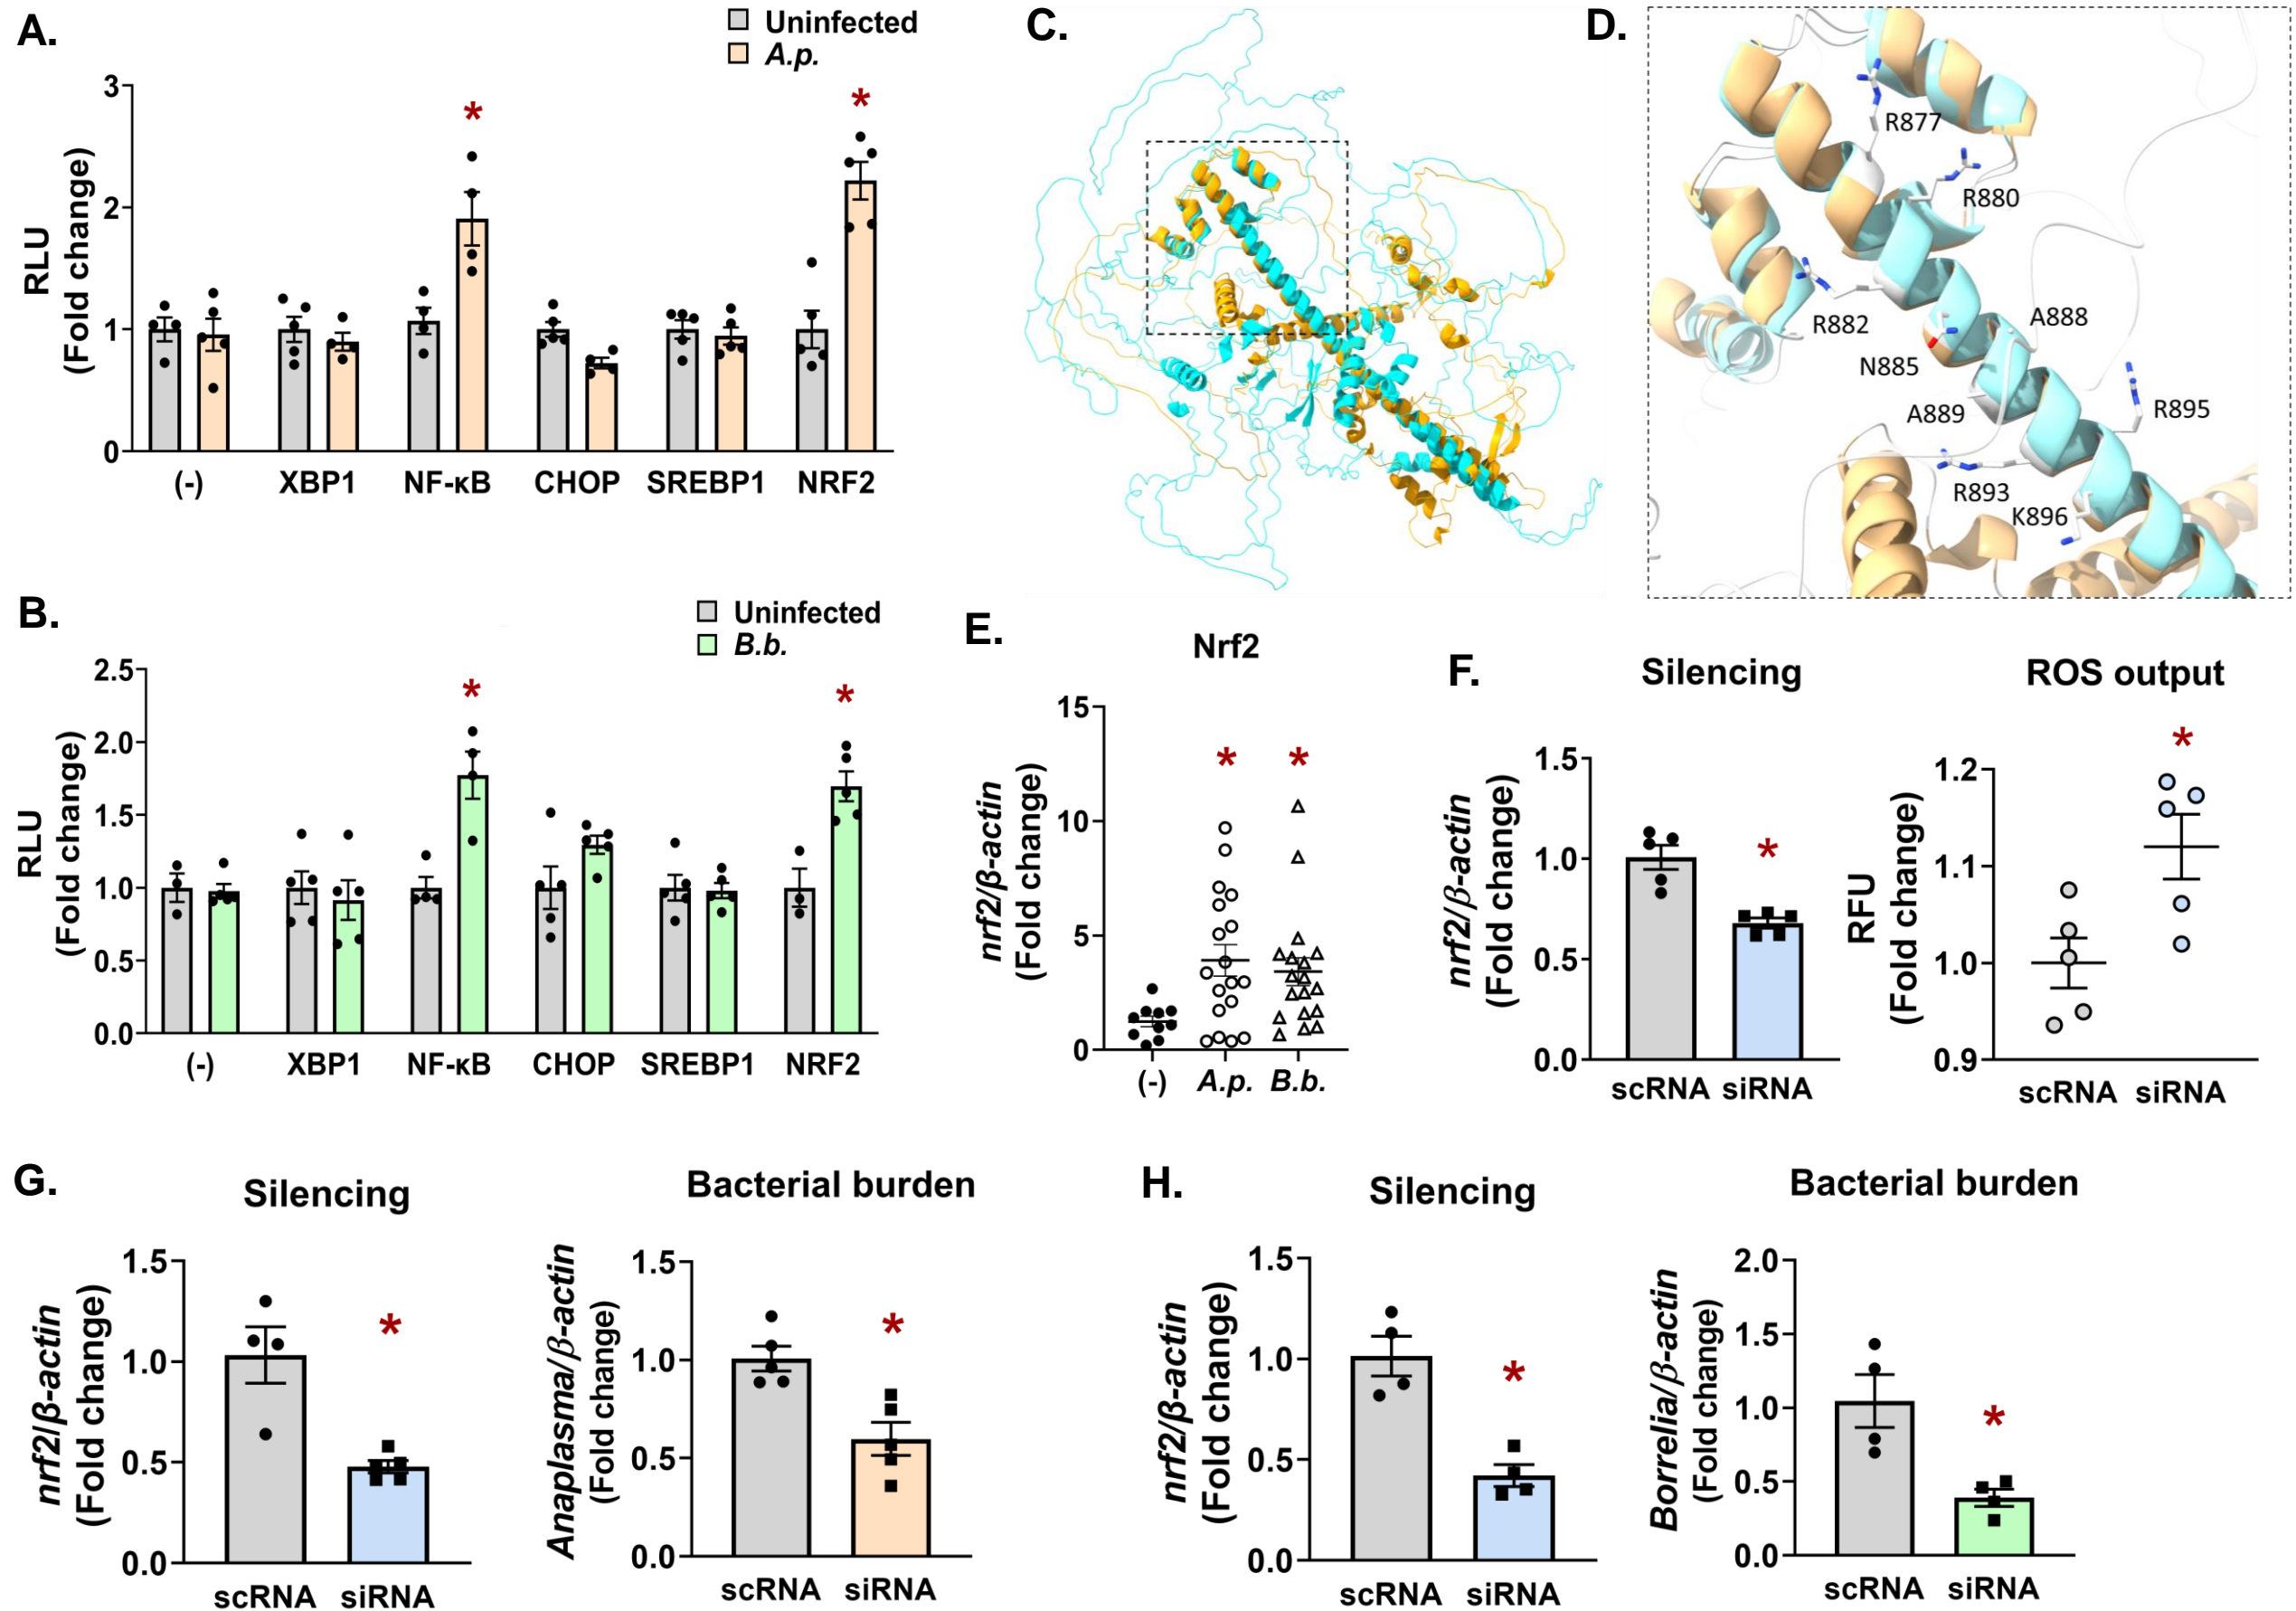 A.
Uninfected
A.p.
RLU
(Fold change)
3
2
1
0
(-) XBP1 NF-κB CHOP SREBP1 NRF2
* *
B.
Uninfected
B.b.
RLU
(Fold change)
2.5
2.0
1.5
1.0
0.5
0.0
(-) XBP1 NF-κB CHOP SREBP1 NRF2
* *
C.
D.
R877
R880
R882
A888
N885
A889
R895
R893
K896
E.
Nrf2
nrf2/β-actin
(Fold change)
15
10
5
0
* *
(-) A.p. B.b.
F.
Silencing
nrf2/β-actin
(Fold change)
1.5
1.0
0.5
0.0
*
scRNA siRNA
ROS output
RFU
(Fold change)
1.2
1.1
1.0
0.9
*
scRNA siRNA
G.
Silencing
nrf2/β-actin
(Fold change)
1.5
1.0
0.5
0.0
*
scRNA siRNA
Bacterial burden
Anaplasma/β-actin
(Fold change)
1.5
1.0
0.5
0.0
*
scRNA siRNA
H.
Silencing
nrf2/β-actin
(Fold change)
1.5
1.0
0.5
0.0
*
scRNA siRNA
Bacterial burden
Borrelia/β-actin
(Fold change)
2.0
1.5
1.0
0.5
0.0
*
scRNA siRNA